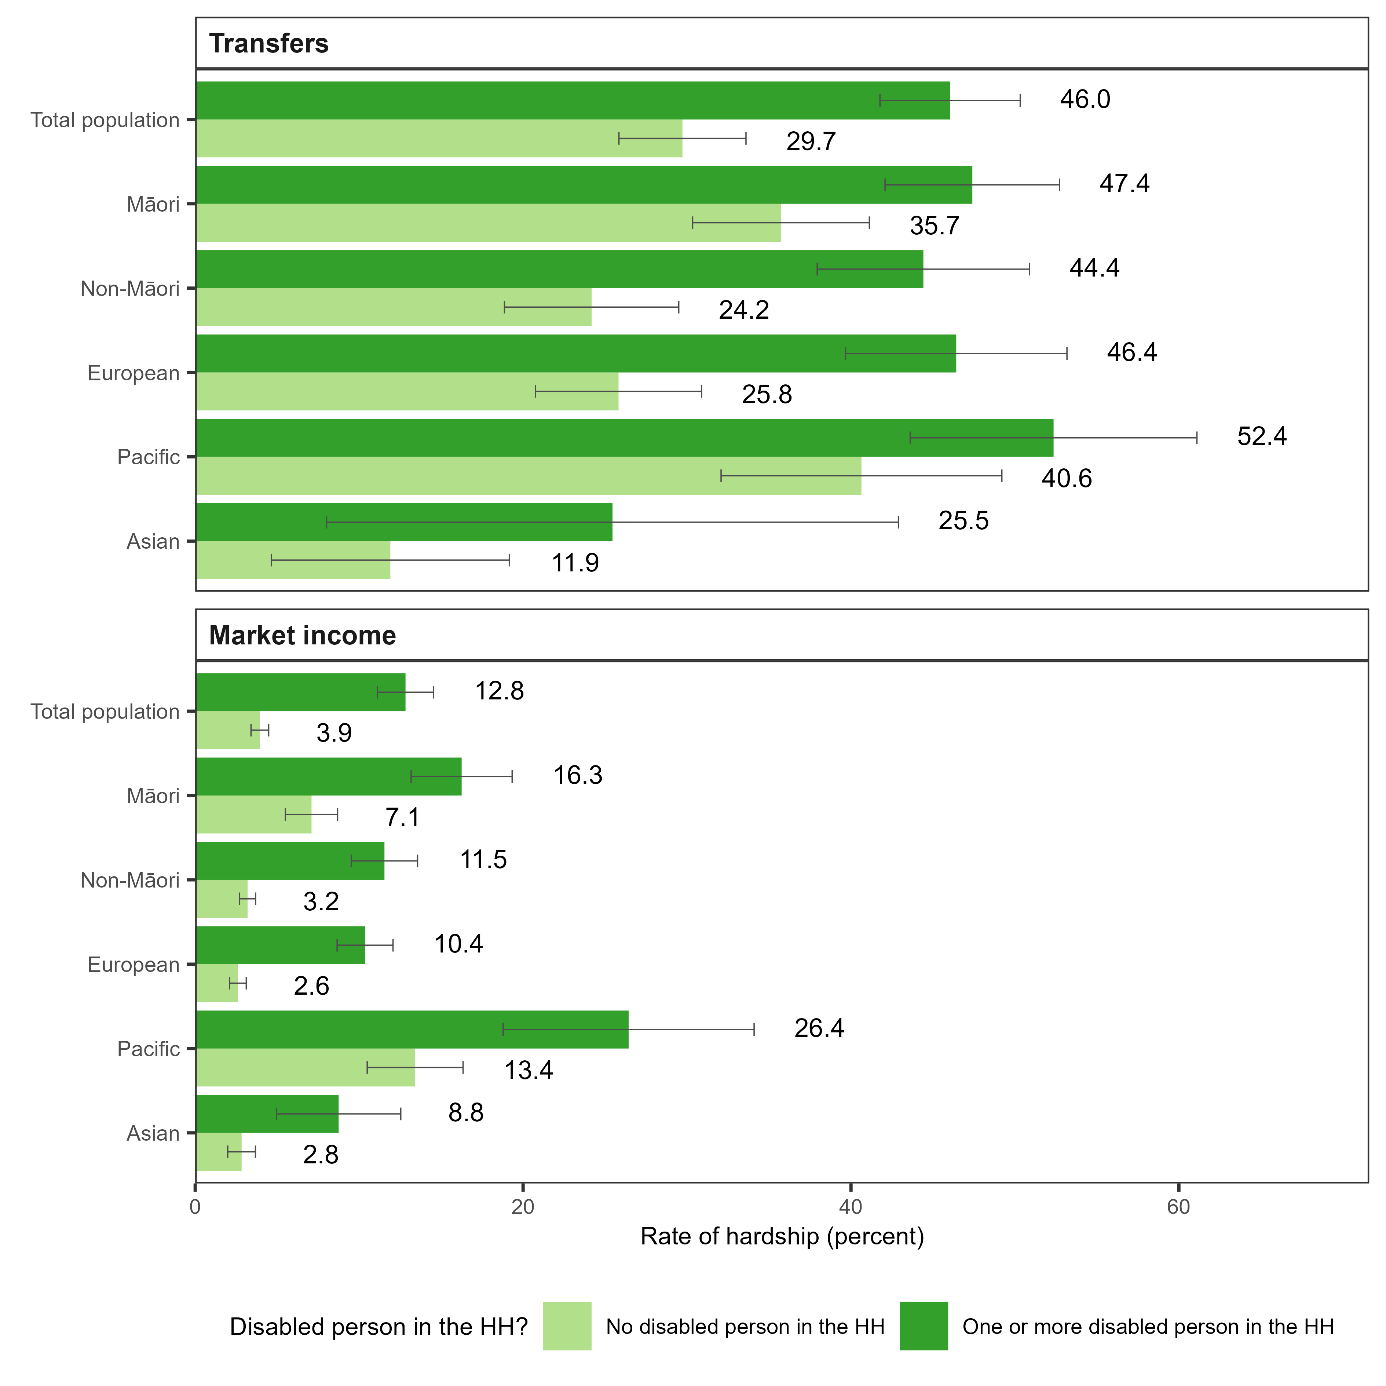 Transfers
46.0
Total population
29.7
47.4
Māori
35.7
44.4
Non-Māori
24.2
46.4
European
25.8
52.4
Pacific
40.6
25.5
Asian
11.9
Market income
12.8
Total population
3.9
16.3
Māori
7.1
11.5
Non-Māori
3.2
10.4
European
2.6
26.4
Pacific
13.4
8.8
Asian
2.8
0 20 40 60
Rate of hardship (percent)
Disabled person in the HH? No disabled person in the HH One or more disabled person in the HH